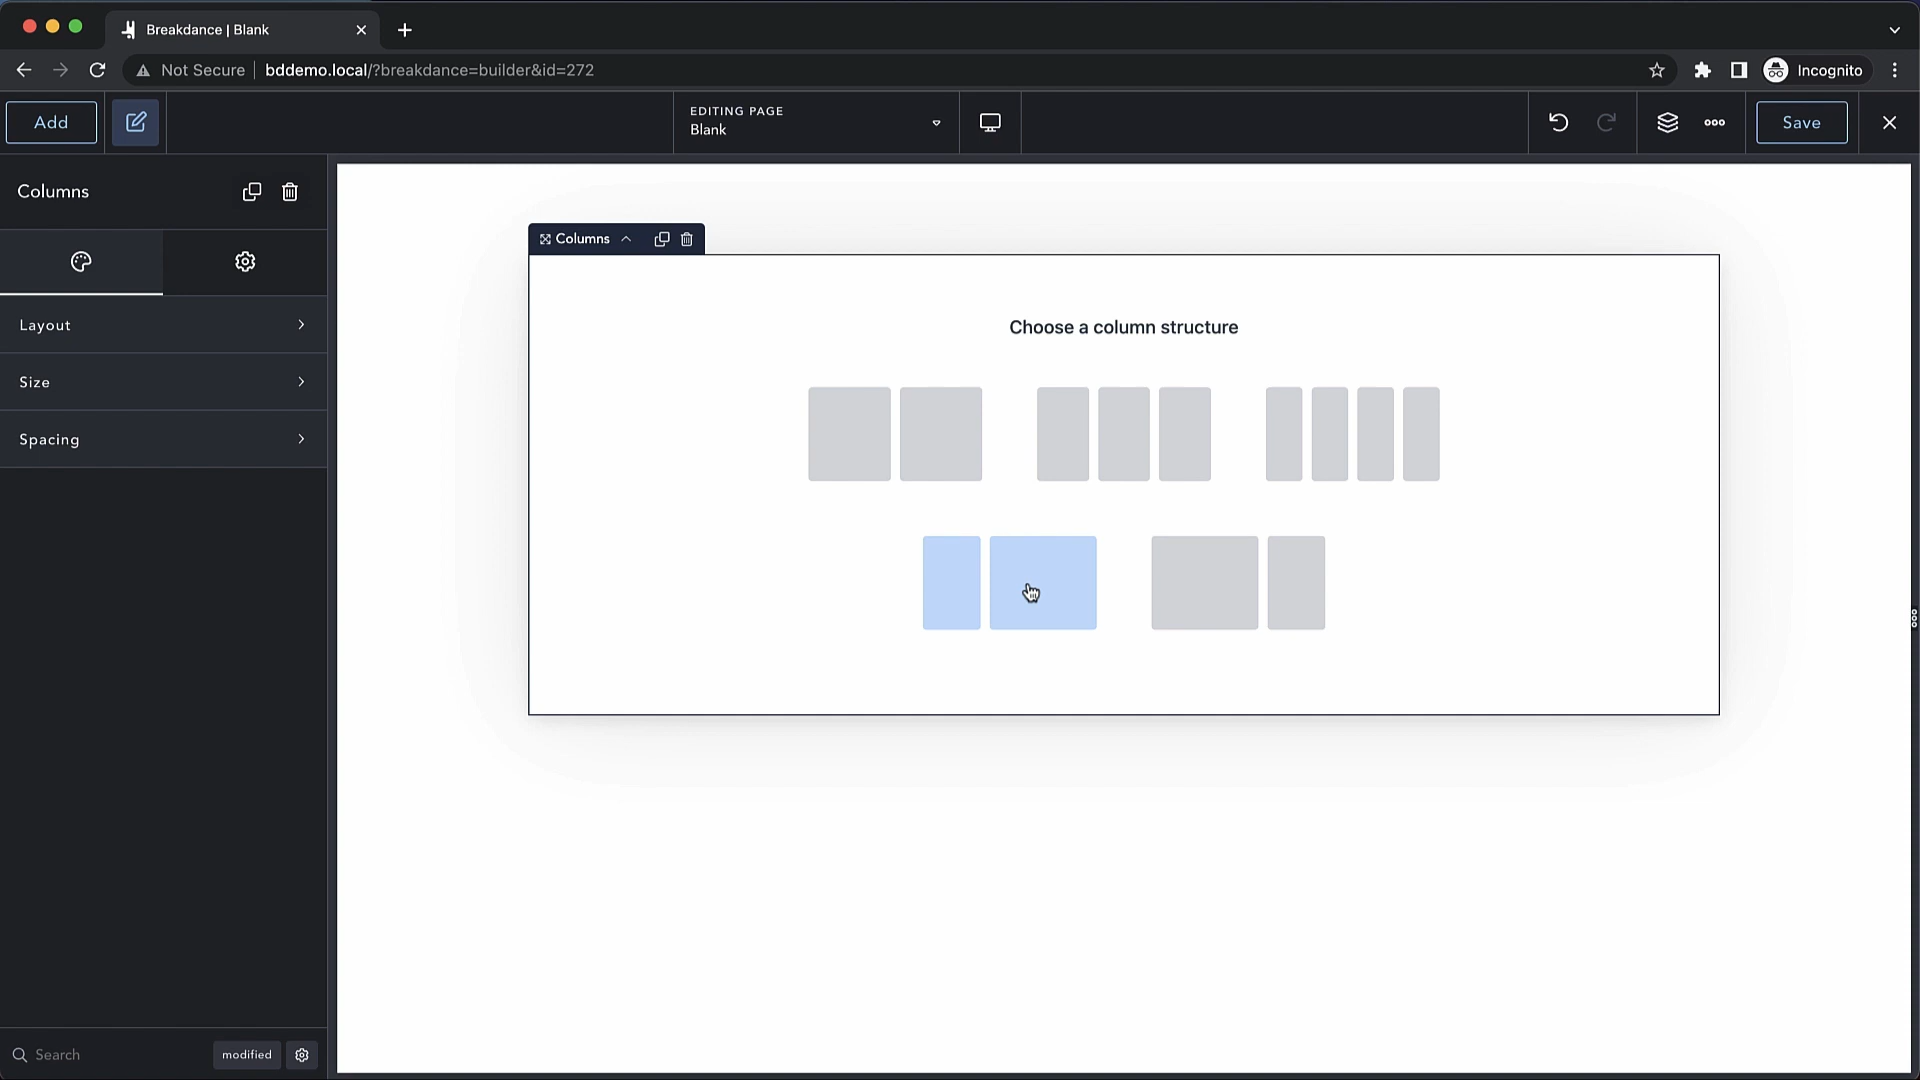 Breakdance | Blank
Not Secure
bddemo.local/?breakdance=builder&id=272
Incognito
Add
EDITING PAGE
Blank
Save
Columns
Columns
Layout
Choose a column structure
Size
Spacing
Search
modified